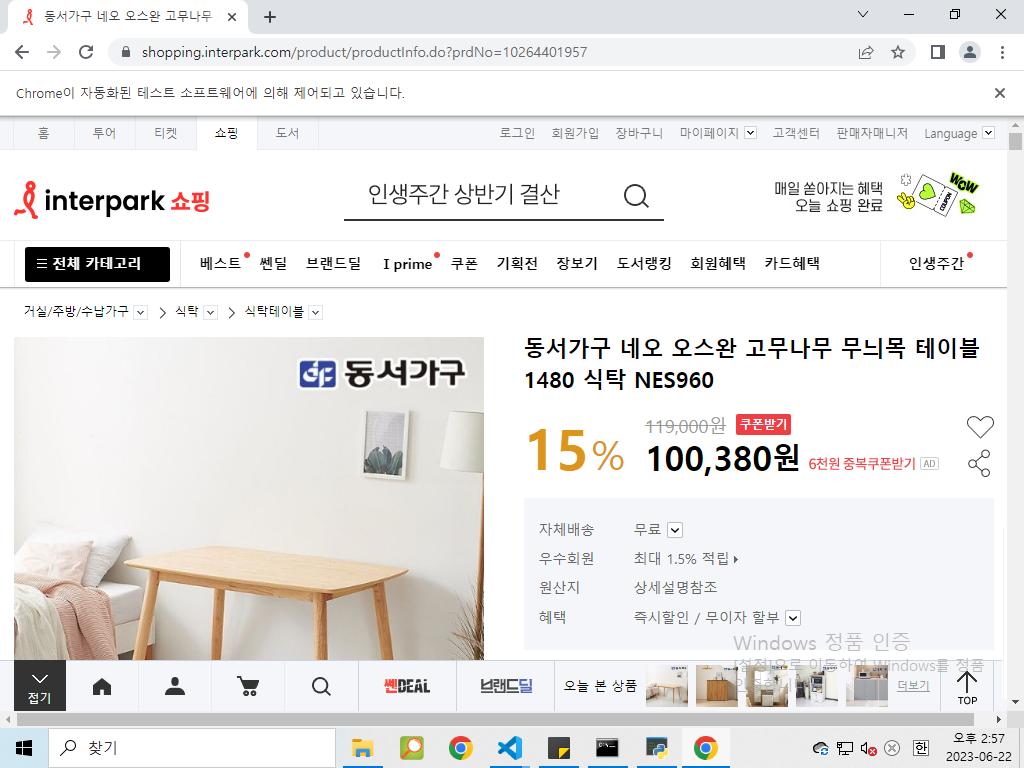 동서가구 네오 오스완 고무나무
shopping.interpark.com/product/productInfo.do?prdNo=10264401957
Chrome이 자동화된 테스트 소프트웨어에 의해 제어되고 있습니다.
홈 투어 티켓 쇼핑 도서 로그인 회원가입 장바구니 마이페이지 고객센터 판매자매니저 Language
interpark 쇼핑
인생주간 상반기 결산
매일 쏟아지는 혜택
오늘 쇼핑 완료
WOW
COUPON
전체 카테고리 베스트 쎈딜 브랜드딜 I prime 쿠폰 기획전 장보기 도서랭킹 회원혜택 카드혜택 인생주간
거실/주방/수납가구 식탁 식탁테이블
동서가구
동서가구 네오 오스완 고무나무 무늬목 테이블
1480 식탁 NES960
15% 119,000원 쿠폰받기
100,380원 6천원 중복쿠폰받기 AD
자체배송 무료
우수회원 최대 1.5% 적립
원산지 상세설명참조
혜택 즉시할인 / 무이자 할부
Windows 정품 인증
[설정]으로 이동하여 Windows를 정품
접기 쎈DEAL 브랜드딜 오늘 본 상품 더보기 TOP
찾기
한
오후 2:57
2023-06-22